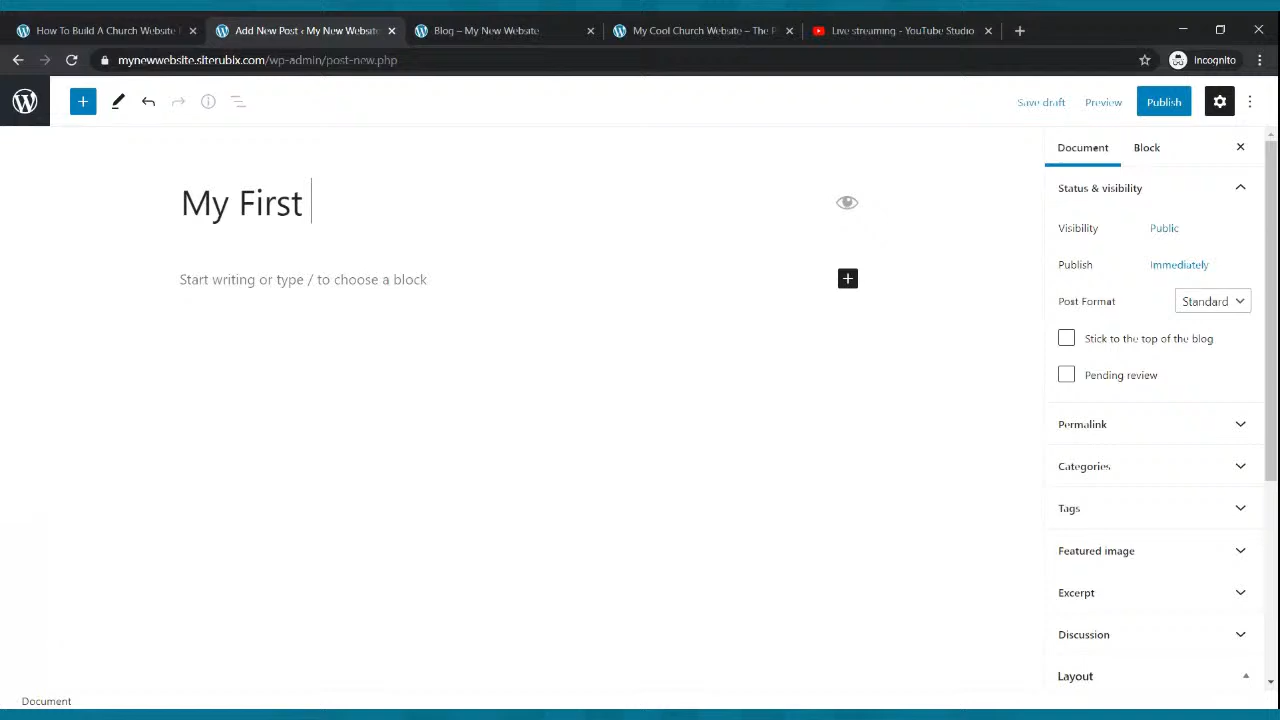 How To Build A Church Website
Add New Post ‹ My New Website
Blog – My New Website
My Cool Church Website – The P
Live streaming - YouTube Studio
mynewwebsite.siterubix.com/wp-admin/post-new.php
Incognito
Save draft
Preview
Publish
Document
Block
My First
Status & visibility
Visibility
Public
Start writing or type / to choose a block
Publish
Immediately
Post Format
Standard
Stick to the top of the blog
Pending review
Permalink
Categories
Tags
Featured image
Excerpt
Discussion
Layout
Document